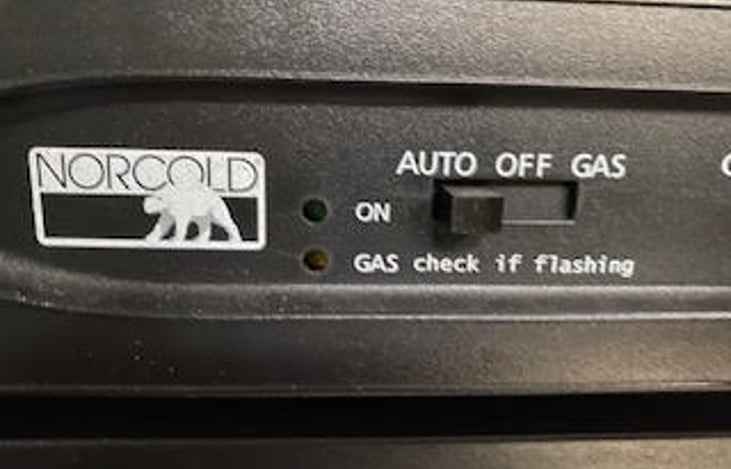 NORCOLD
AUTO OFF GAS
ON
GAS check if flashing